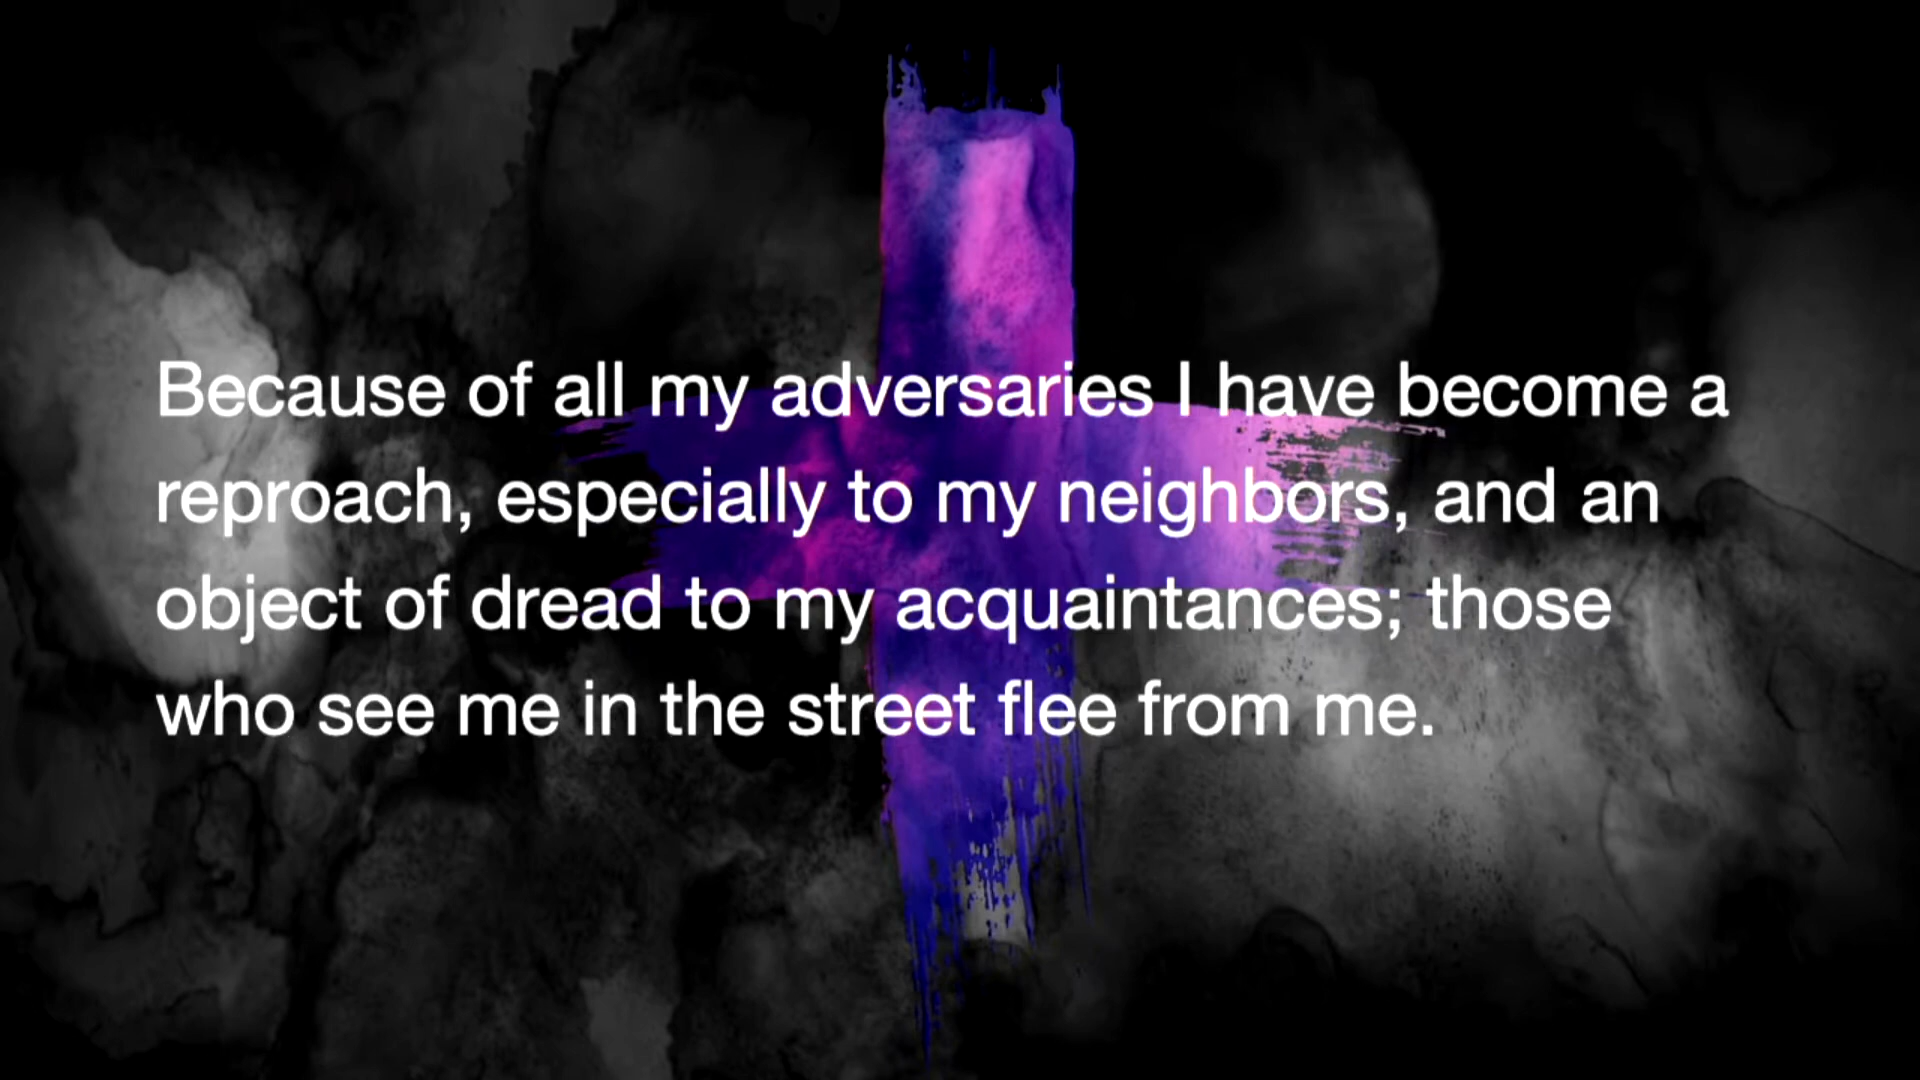 Because of all my adversaries I have become a
reproach, especially to my neighbors, and an
object of dread to my acquaintances; those
who see me in the street flee from me.